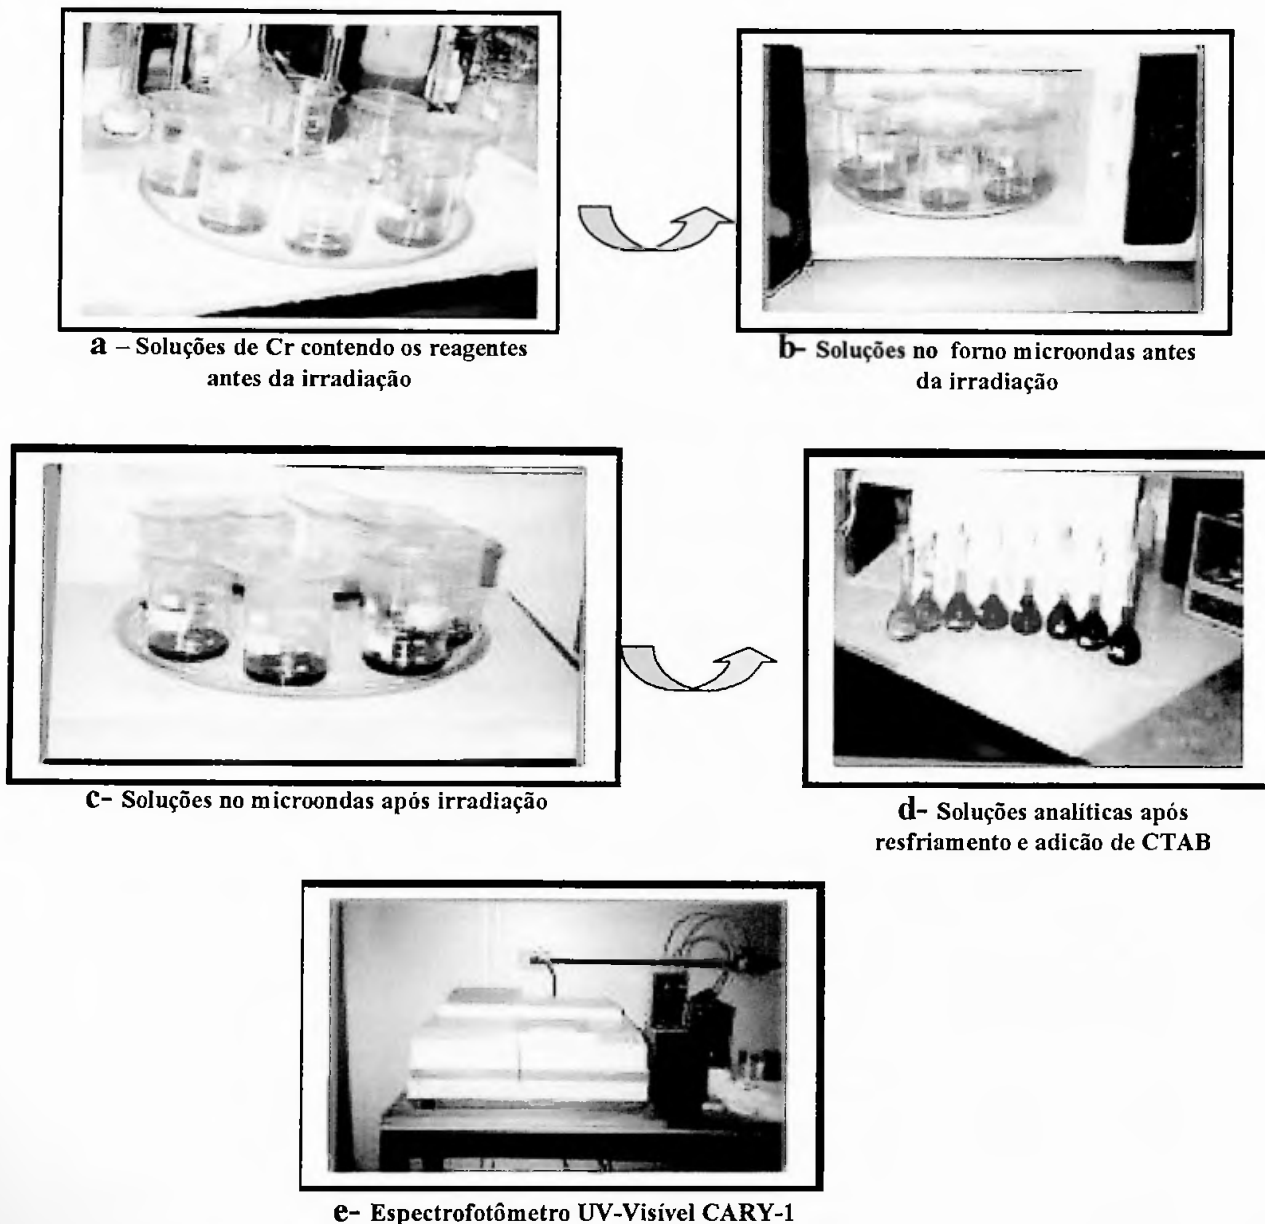 a – Soluções de Cr contendo os reagentes
antes da irradiação
b- Soluções no forno microondas antes
da irradiação
c- Soluções no microondas após irradiação
d- Soluções analíticas após
resfriamento e adicão de CTAB
e- Espectrofotômetro UV-Visível CARY-1